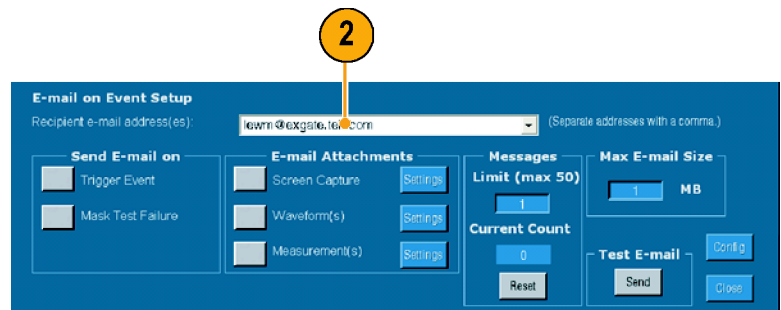 2
E-mail on Event Setup
Recipient e-mail address(es):
(Separate addresses with a comma.)
Send E-mail on
Trigger Event
Mask Test Failure
E-mail Attachments
Screen Capture Settings
Waveform(s) Settings
Measurement(s) Settings
Messages
Limit (max 50)
1
Current Count
0
Reset
Max E-mail Size
1 MB
Test E-mail
Send
Config
Close